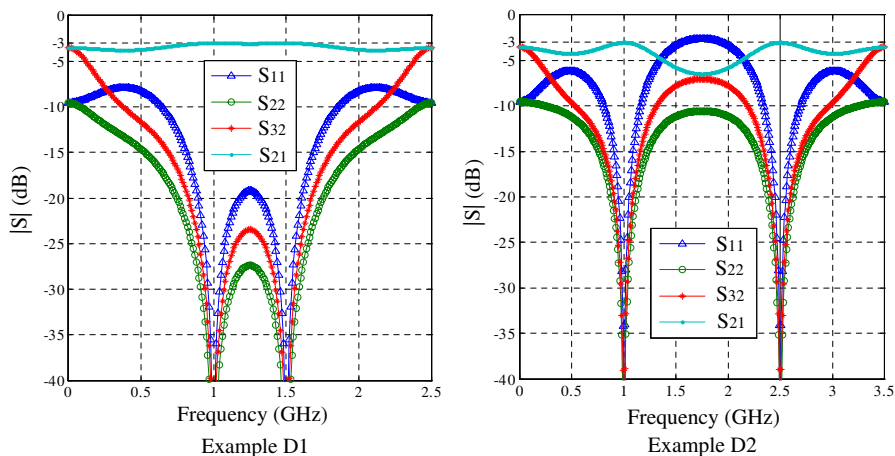 0
-3
-5
-10
-15
-20
-25
-30
-35
-40
|S| (dB)
S11
S22
S32
S21
0 0.5 1 1.5 2 2.5
Frequency (GHz)
Example D1
0
-3
-5
-10
-15
-20
-25
-30
-35
-40
|S| (dB)
S11
S22
S32
S21
0 0.5 1 1.5 2 2.5 3 3.5
Frequency (GHz)
Example D2